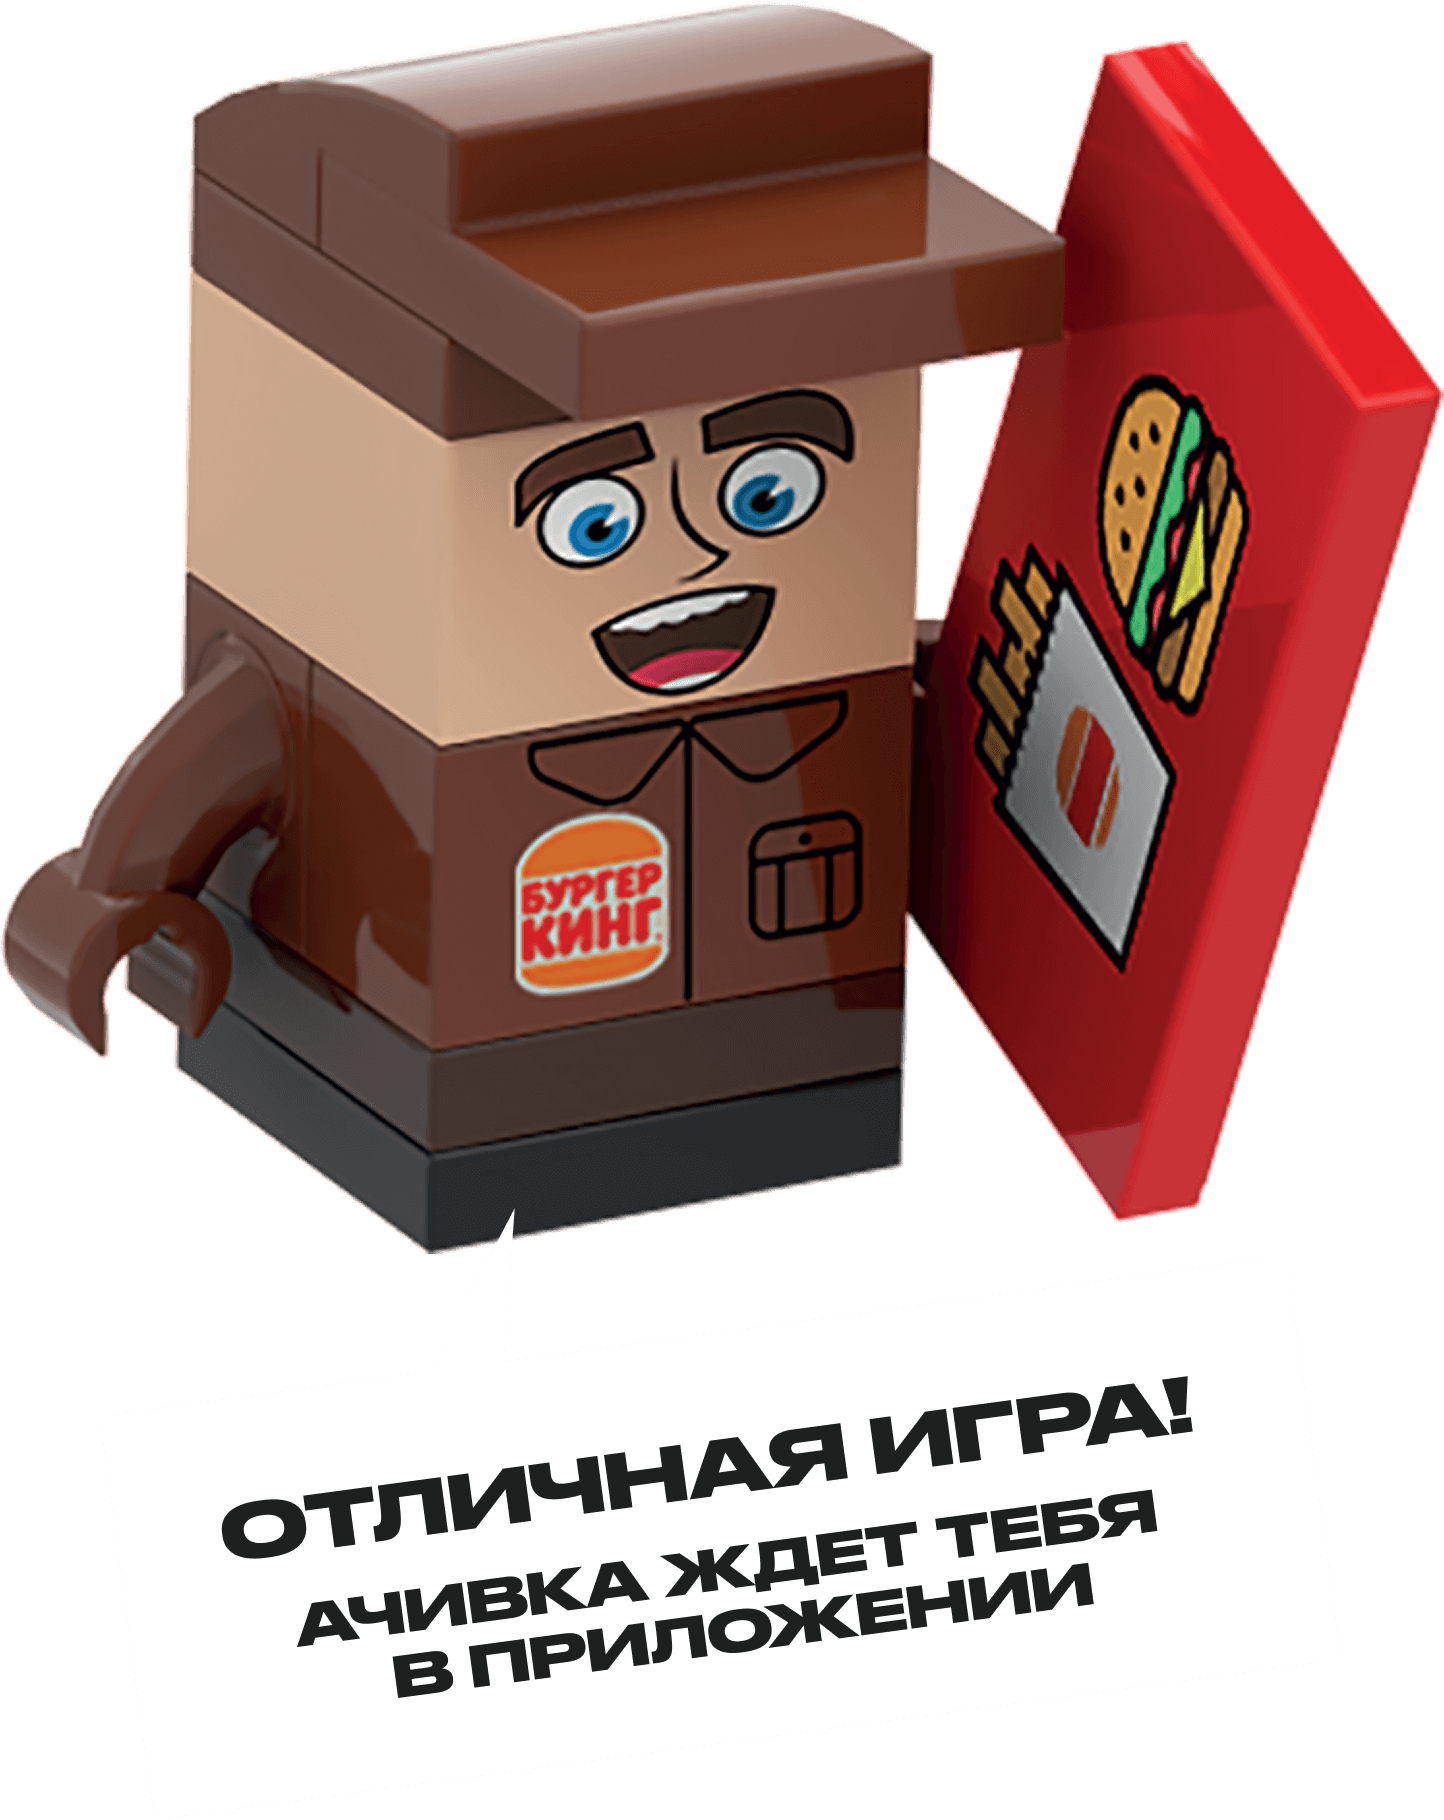 БУРГЕР
КИНГ
ОТЛИЧНАЯ ИГРА!
АЧИВКА ЖДЕТ ТЕБЯ
В ПРИЛОЖЕНИИ